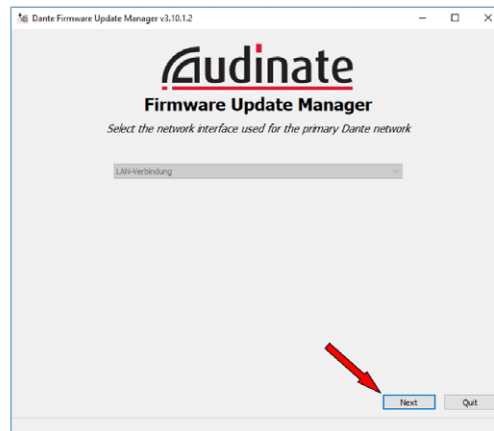 Dante Firmware Update Manager v3.10.1.2
Audinate
Firmware Update Manager
Select the network interface used for the primary Dante network
LAN-Verbindung
Next Quit